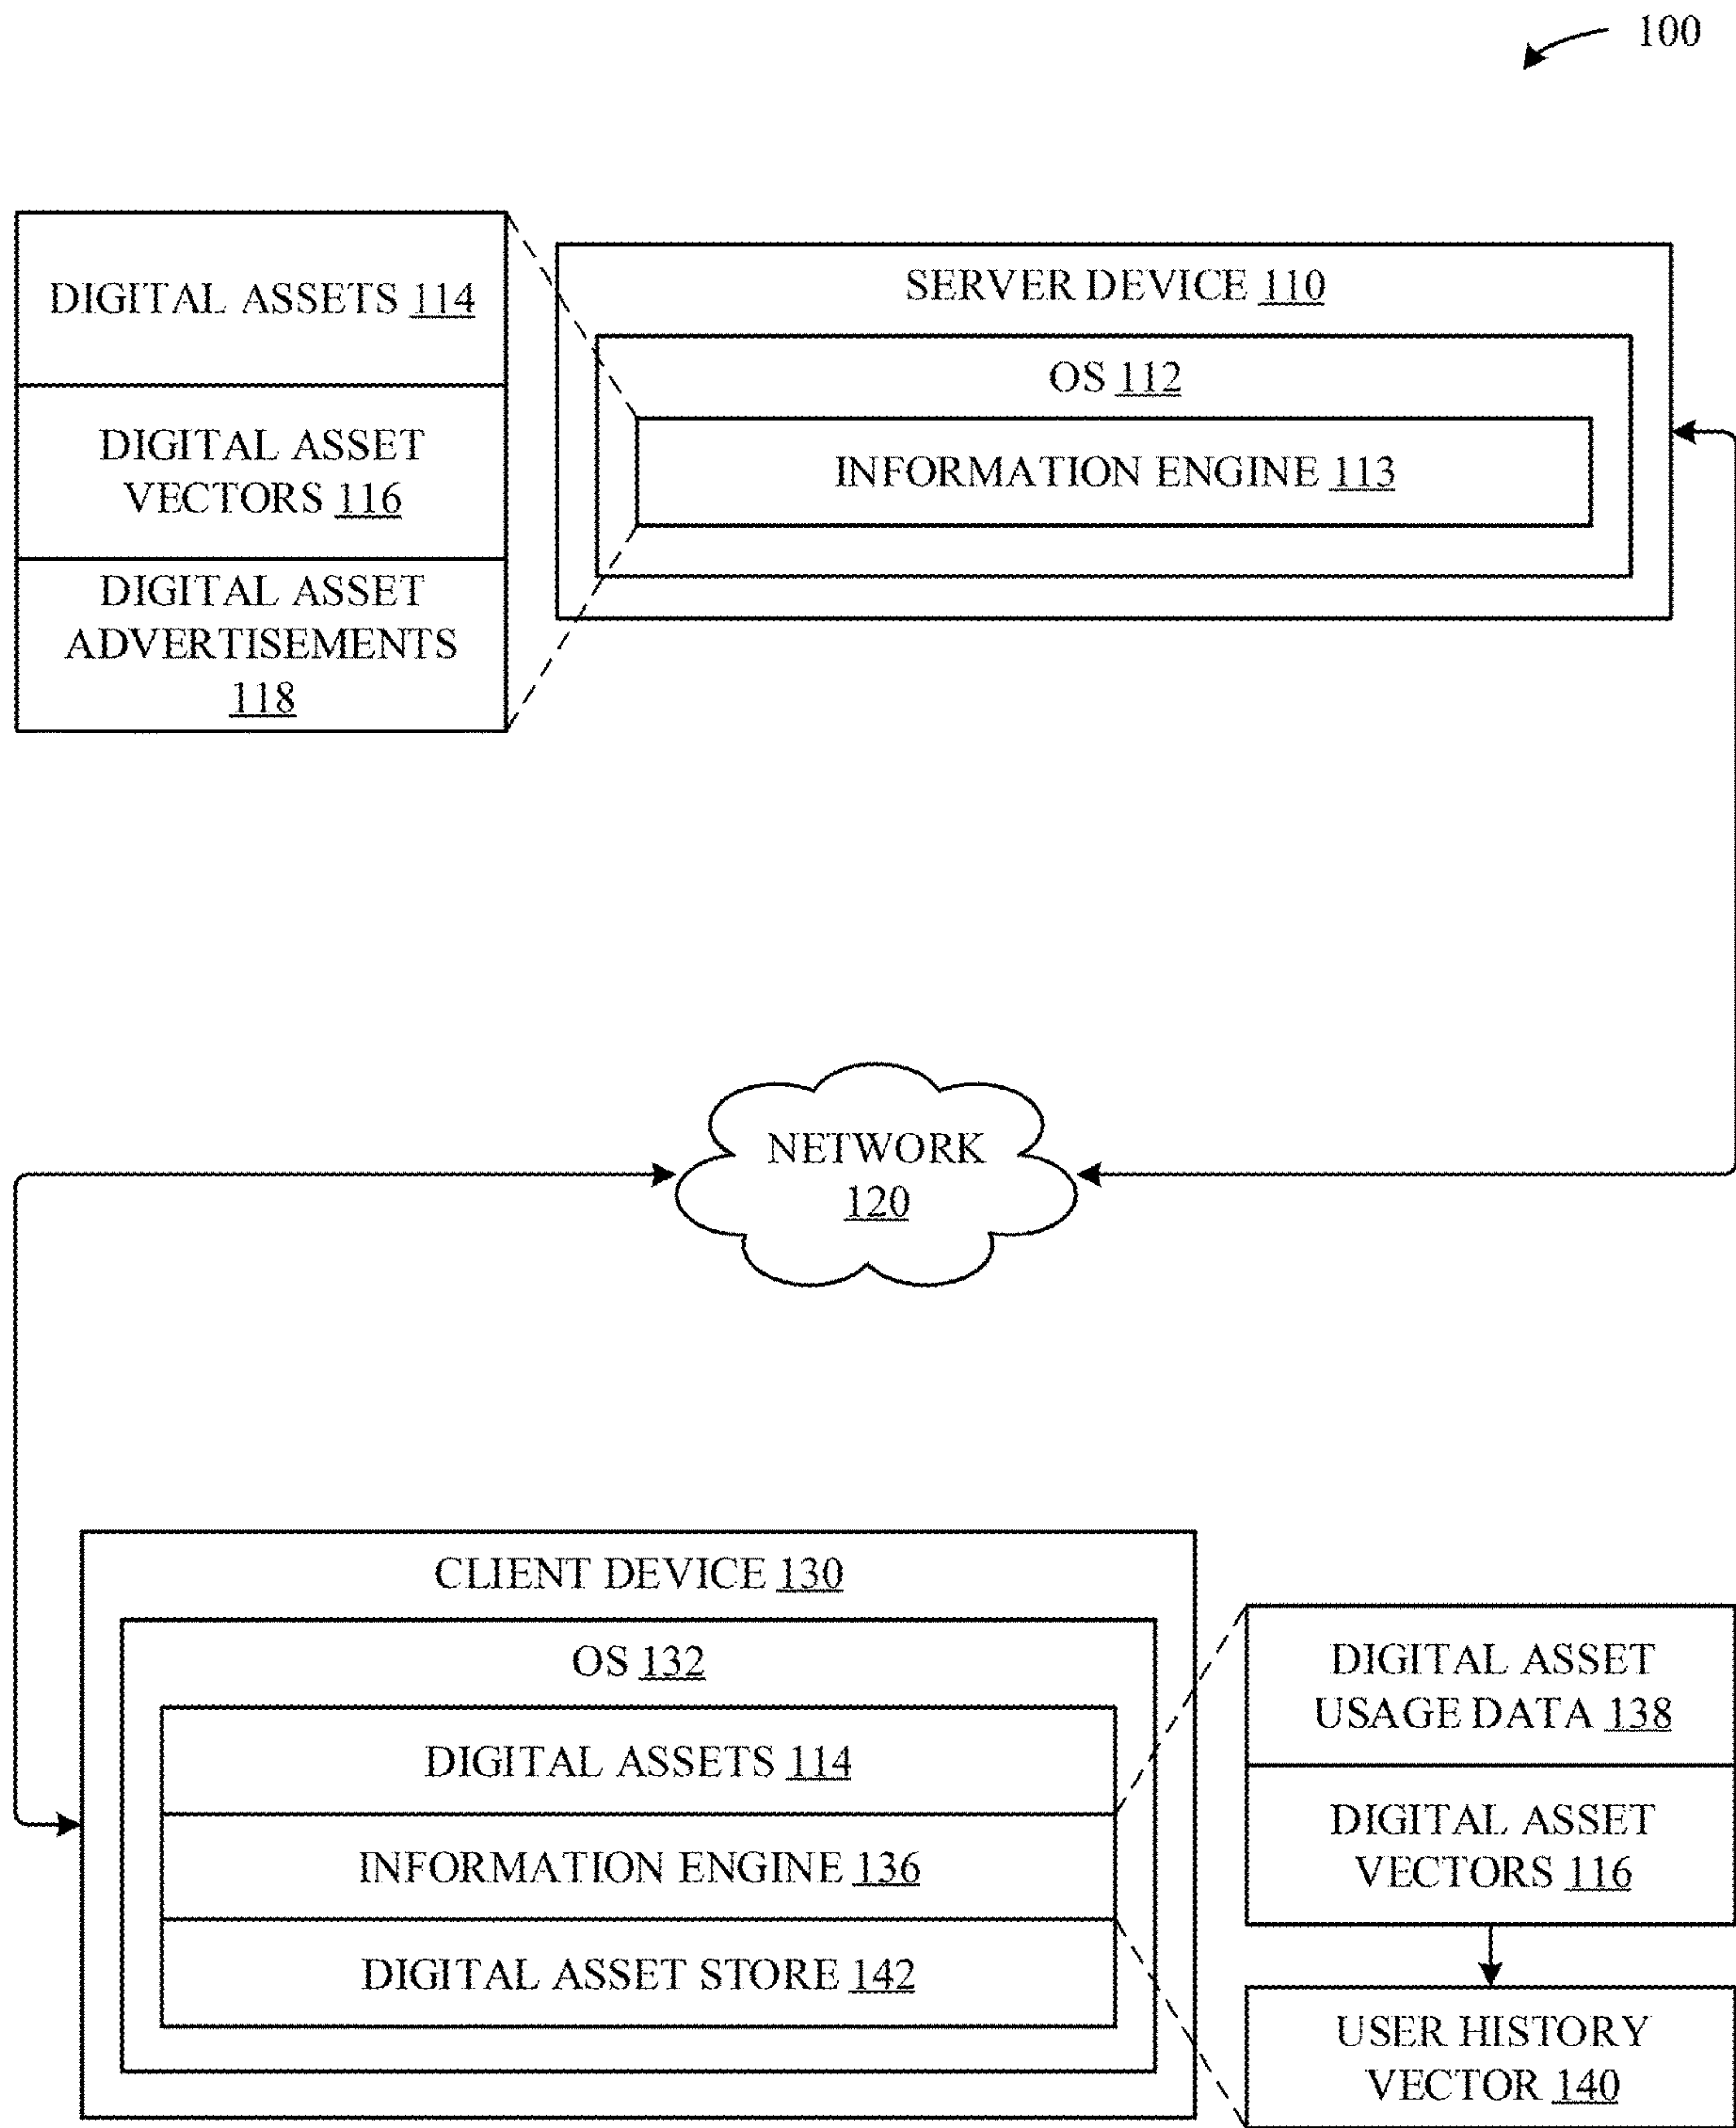 100
DIGITAL ASSETS 114
DIGITAL ASSET
VECTORS 116
DIGITAL ASSET
ADVERTISEMENTS
118
SERVER DEVICE 110
OS 112
INFORMATION ENGINE 113
NETWORK
120
CLIENT DEVICE 130
OS 132
DIGITAL ASSETS 114
INFORMATION ENGINE 136
DIGITAL ASSET STORE 142
DIGITAL ASSET
USAGE DATA 138
DIGITAL ASSET
VECTORS 116
USER HISTORY
VECTOR 140